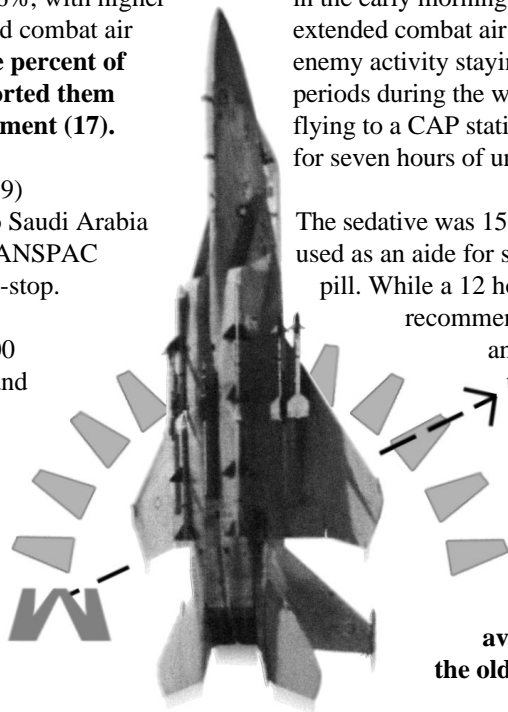 with higher
d combat air
e percent of
orted them
ment (17).
9)
Saudi Arabia
ANSPAC
-stop.
00
and
in the early morning
extended combat air
enemy activity stayin
periods during the w
flying to a CAP stati
for seven hours of u
The sedative was 15
used as an aide for s
pill. While a 12 ho
recommen
an
av
the old